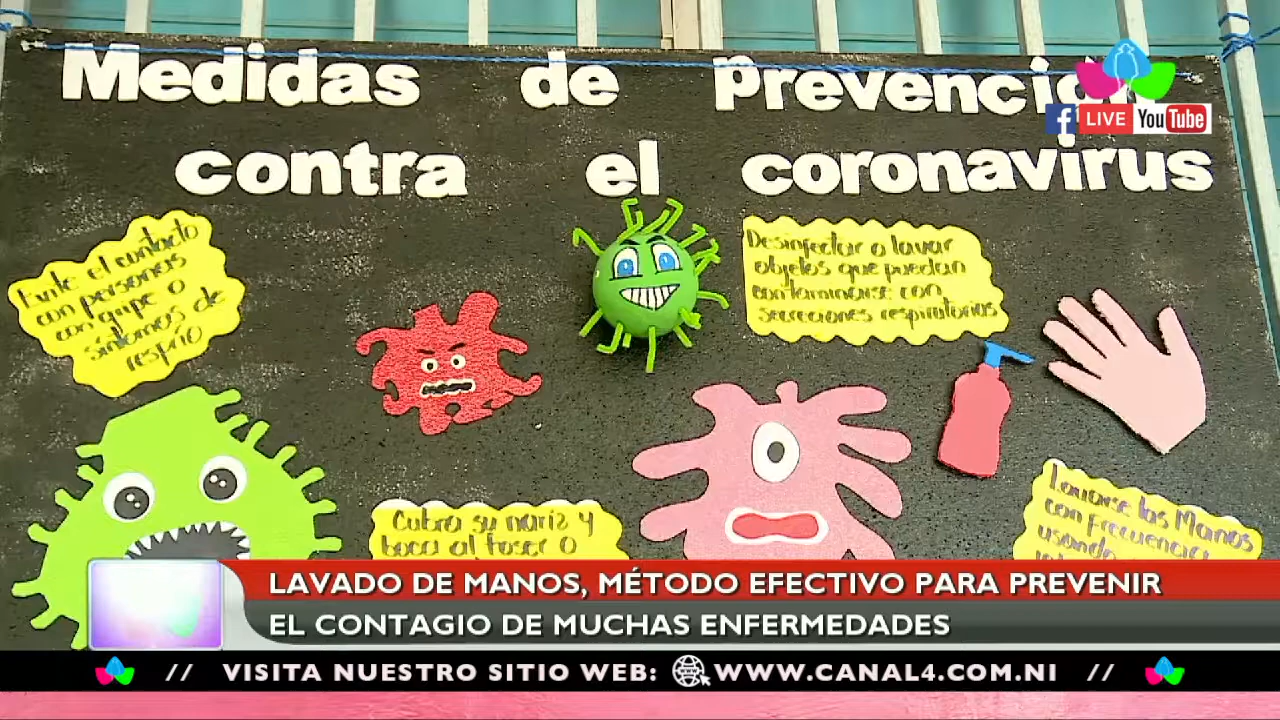 Medidas de Prevención
contra el coronavirus
f LIVE YouTube
Evite el contacto
con personas
con gripe o
síntomas de
resfrío
Desinfectar o lavar
objetos que puedan
contaminarse con
secreciones respiratorias
Cubra su nariz y
boca al toser o
Lavarse las Manos
con frecuencia
usando
LAVADO DE MANOS, MÉTODO EFECTIVO PARA PREVENIR
EL CONTAGIO DE MUCHAS ENFERMEDADES
// VISITA NUESTRO SITIO WEB: WWW.CANAL4.COM.NI //